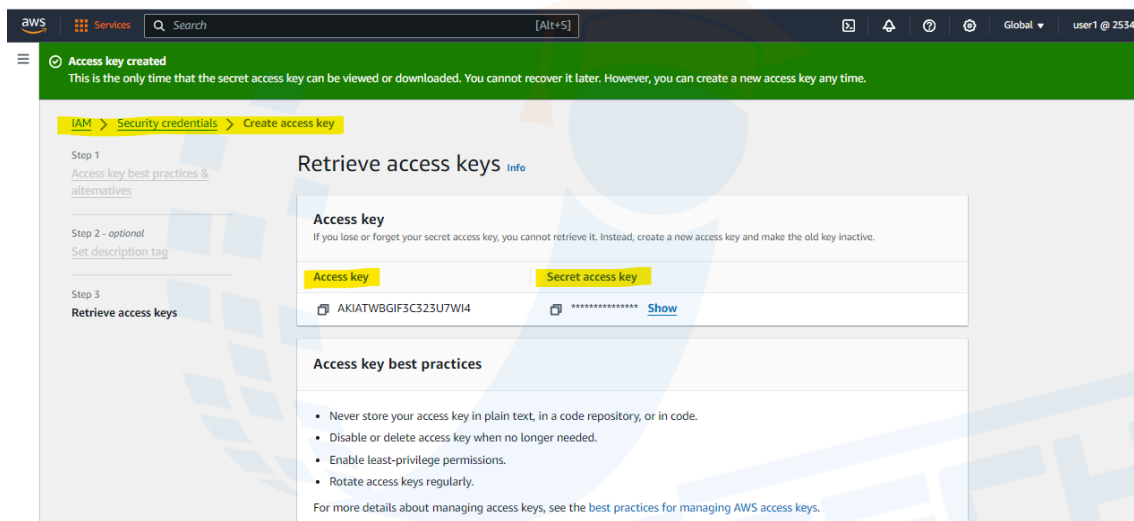 aws Services Search [Alt+S] Global user1 @ 2534
Access key created
This is the only time that the secret access key can be viewed or downloaded. You cannot recover it later. However, you can create a new access key any time.
IAM > Security credentials > Create access key
Step 1
Access key best practices &
alternatives
Step 2 - optional
Set description tag
Step 3
Retrieve access keys
Retrieve access keys Info
Access key
If you lose or forget your secret access key, you cannot retrieve it. Instead, create a new access key and make the old key inactive.
Access key Secret access key
AKIATWBGIF3C323U7WI4 *************** Show
Access key best practices
• Never store your access key in plain text, in a code repository, or in code.
• Disable or delete access key when no longer needed.
• Enable least-privilege permissions.
• Rotate access keys regularly.
For more details about managing access keys, see the best practices for managing AWS access keys.